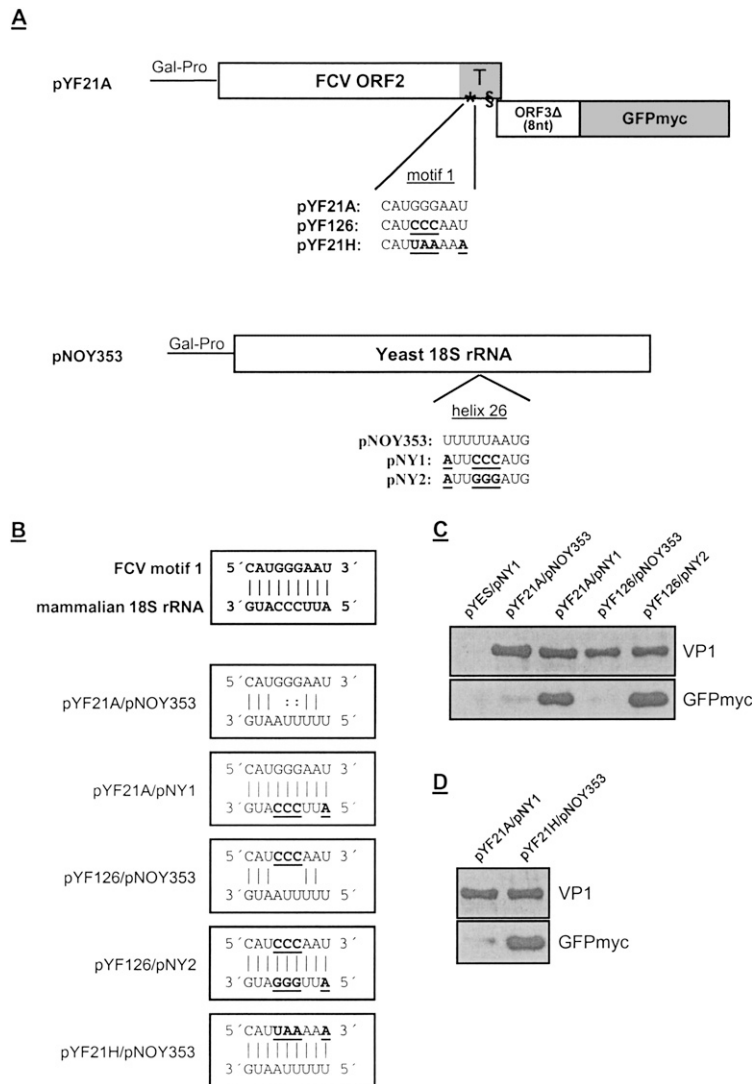 A
pYF21A
Gal-Pro
FCV ORF2
T
* §
ORF3Δ
(8nt)
GFPmyc
motif 1
pYF21A: CAUGGGAAU
pYF126: CAUCCCAAU
pYF21H: CAUUAAAAA
pNOY353
Gal-Pro
Yeast 18S rRNA
helix 26
pNOY353: UUUUUAAUG
pNY1: AUUCCCAUG
pNY2: AUUGGGAUG
B
FCV motif 1
5´CAUGGGAAU 3´
|||||||||
mammalian 18S rRNA
3´GUACCCUUA 5´
pYF21A/pNOY353
5´CAUGGGAAU 3´
||| ::||
3´GUAAUUUUU 5´
pYF21A/pNY1
5´CAUGGGAAU 3´
|||||||||
3´GUACCCUUA 5´
pYF126/pNOY353
5´CAUCCCAAU 3´
||| ||
3´GUAAUUUUU 5´
pYF126/pNY2
5´CAUCCCAAU 3´
|||||||||
3´GUAGGGUUA 5´
pYF21H/pNOY353
5´CAUUAAAAA 3´
|||||||||
3´GUAAUUUUU 5´
C
pYES/pNY1
pYF21A/pNOY353
pYF21A/pNY1
pYF126/pNOY353
pYF126/pNY2
VP1
GFPmyc
D
pYF21A/pNY1
pYF21H/pNOY353
VP1
GFPmyc